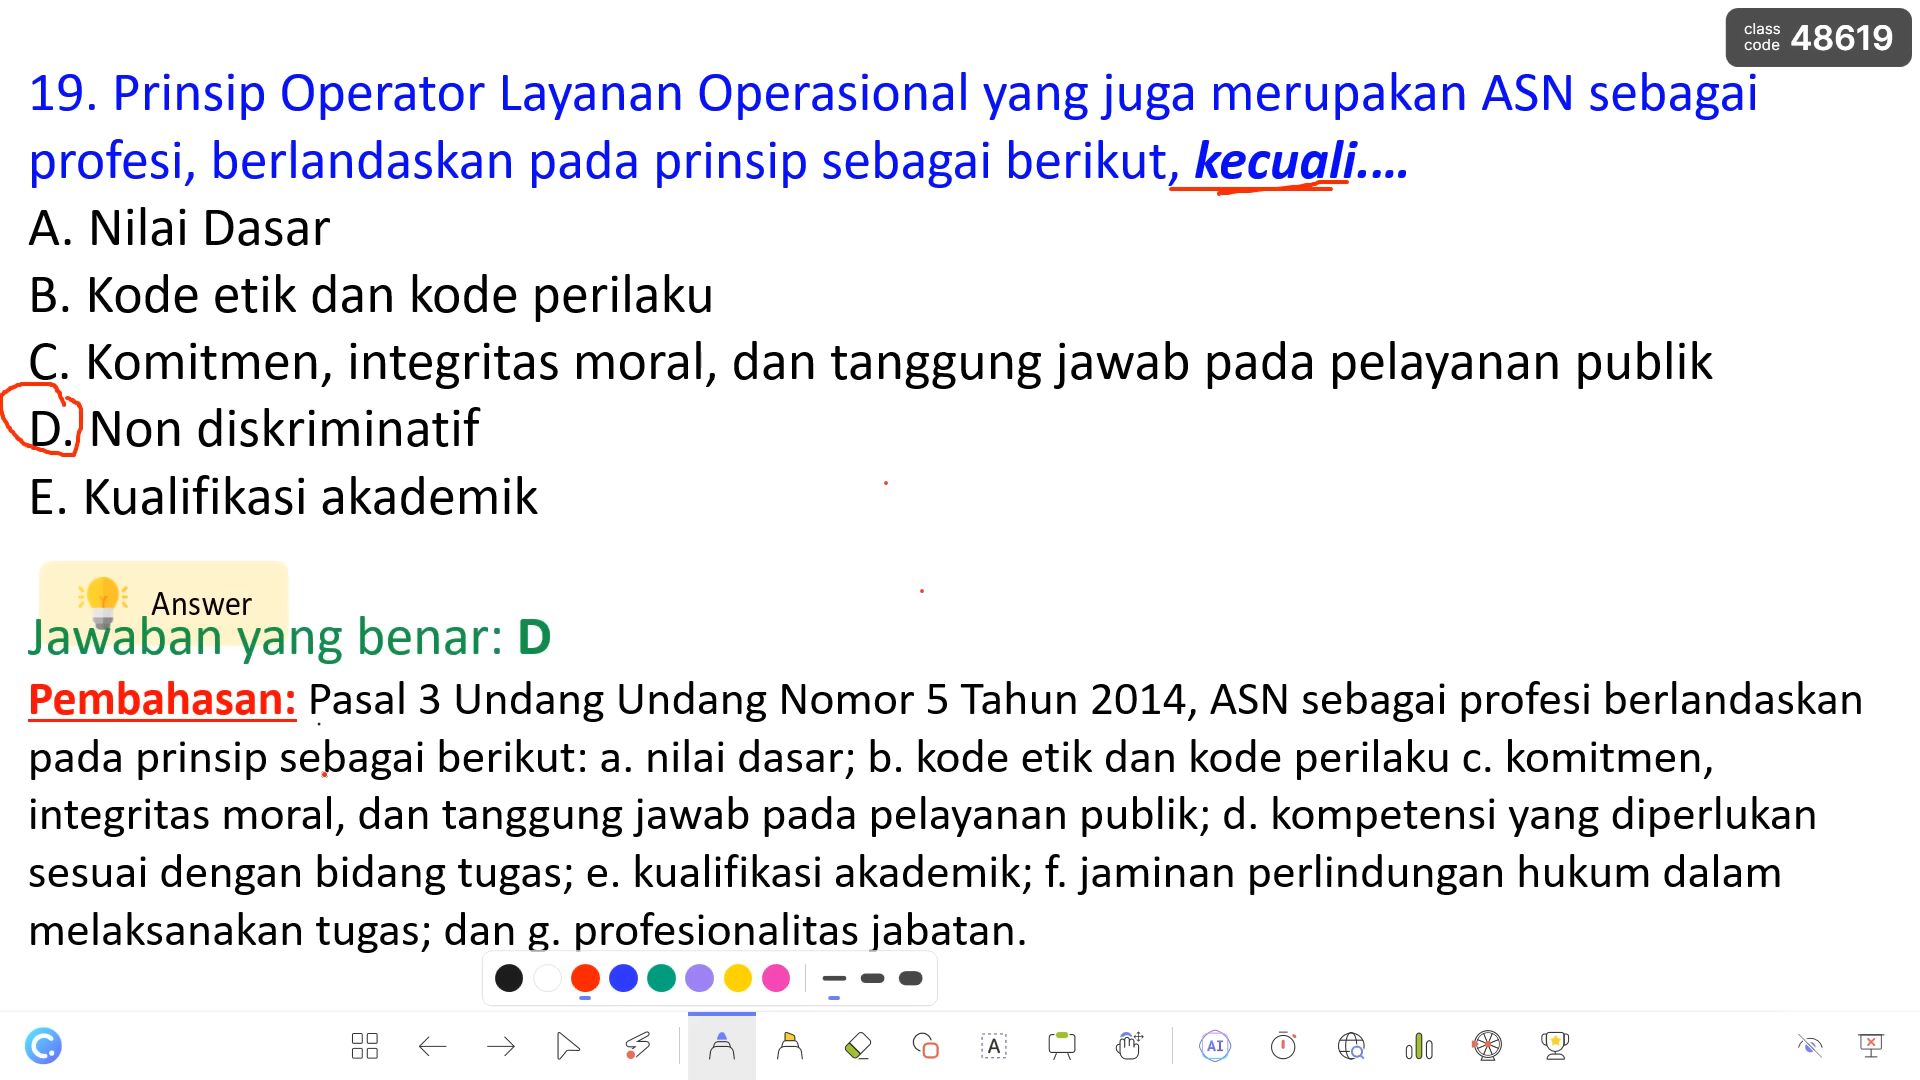 class code 48619
19. Prinsip Operator Layanan Operasional yang juga merupakan ASN sebagai
profesi, berlandaskan pada prinsip sebagai berikut, kecuali....
A. Nilai Dasar
B. Kode etik dan kode perilaku
C. Komitmen, integritas moral, dan tanggung jawab pada pelayanan publik
D. Non diskriminatif
E. Kualifikasi akademik
Answer
Jawaban yang benar: D
Pembahasan: Pasal 3 Undang Undang Nomor 5 Tahun 2014, ASN sebagai profesi berlandaskan
pada prinsip sebagai berikut: a. nilai dasar; b. kode etik dan kode perilaku c. komitmen,
integritas moral, dan tanggung jawab pada pelayanan publik; d. kompetensi yang diperlukan
sesuai dengan bidang tugas; e. kualifikasi akademik; f. jaminan perlindungan hukum dalam
melaksanakan tugas; dan g. profesionalitas jabatan.
A
AI